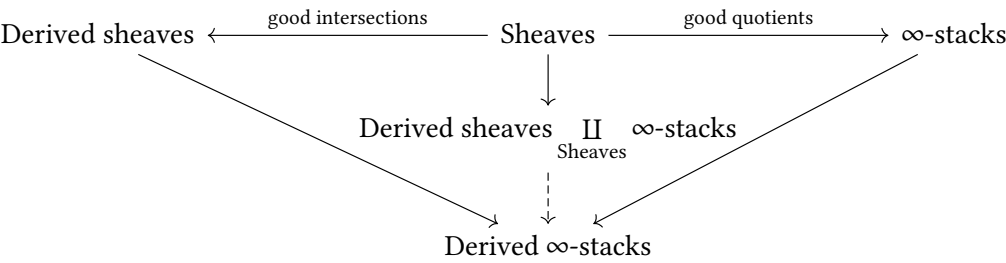 good intersections good quotients
Derived sheaves Sheaves ∞-stacks
Derived sheaves ⨿ ∞-stacks
Sheaves
Derived ∞-stacks